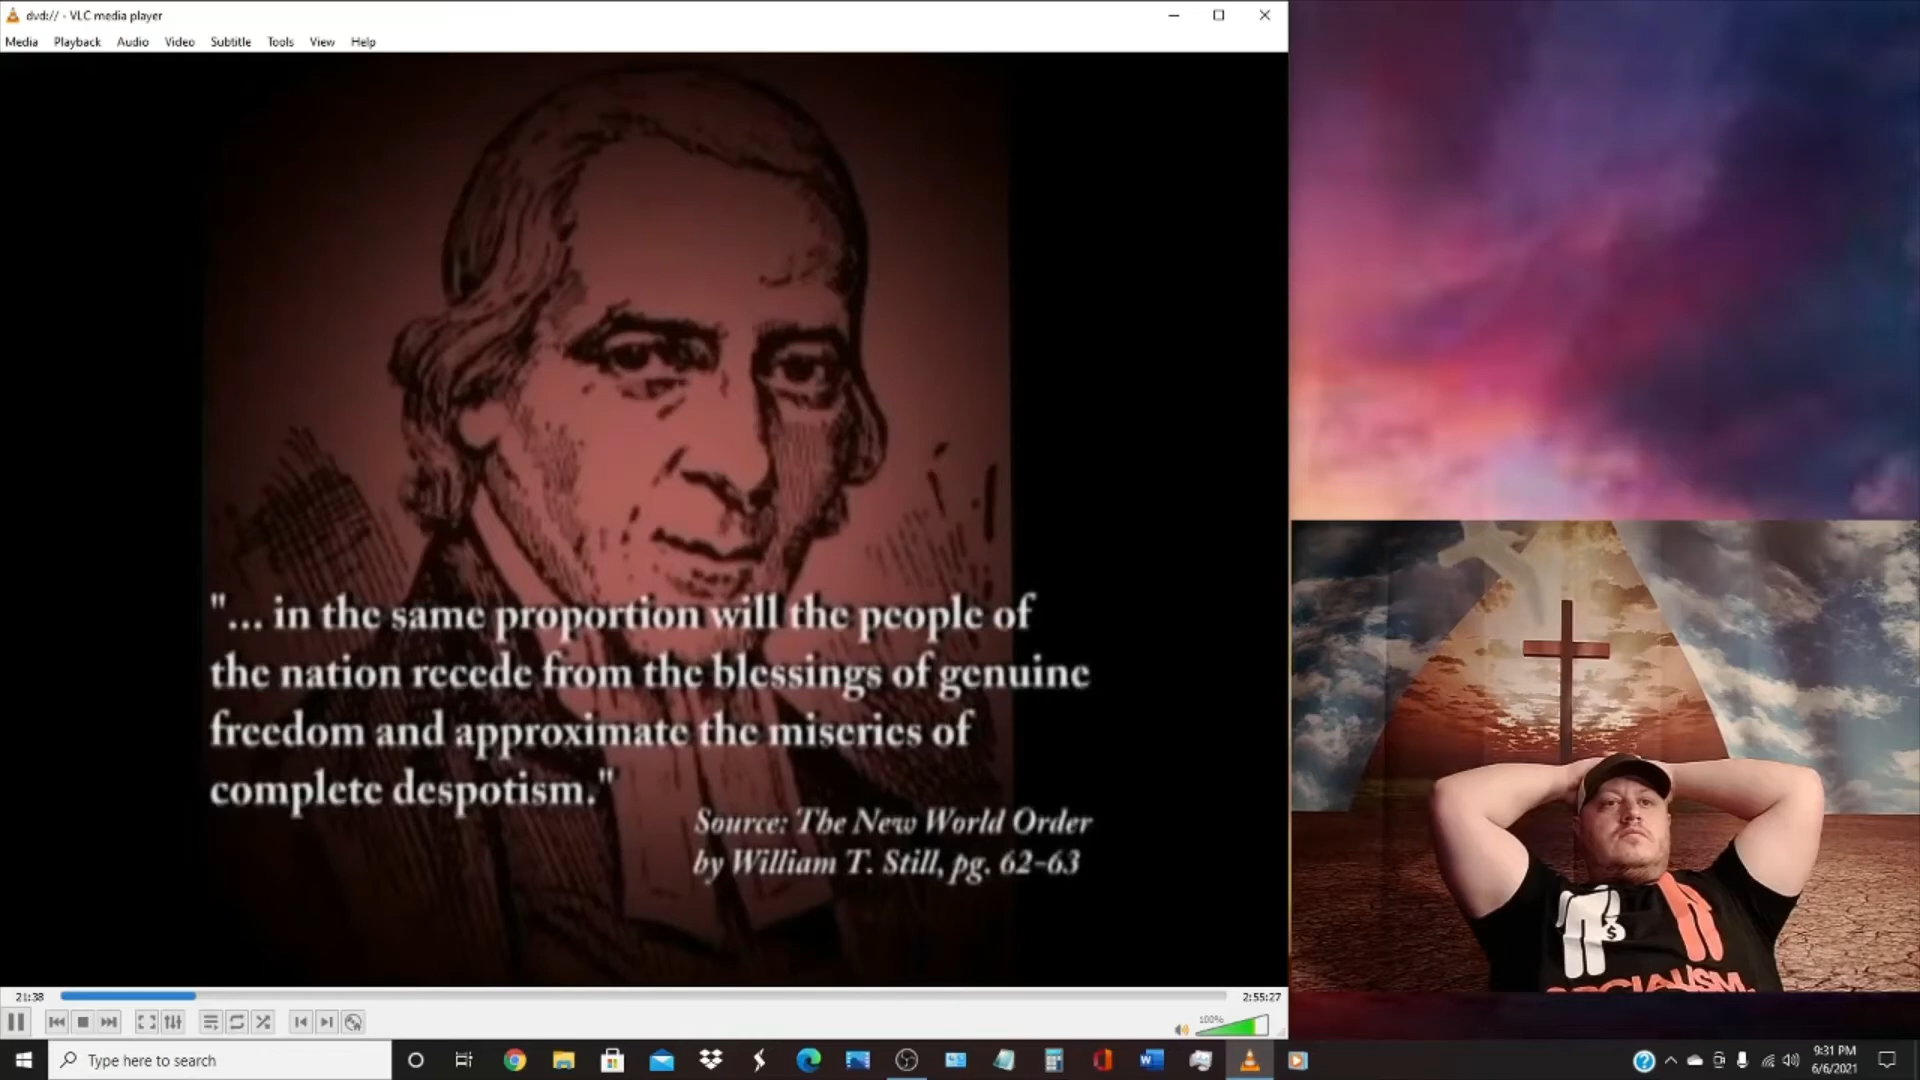 dvd:// - VLC media player
Media Playback Audio Video Subtitle Tools View Help
"... in the same proportion will the people of
the nation recede from the blessings of genuine
freedom and approximate the miseries of
complete despotism."
Source: The New World Order
by William T. Still, pg. 62-63
21:38
2:55:27
100%
$
SOCIALISM
Type here to search
9:31 PM
6/6/2021